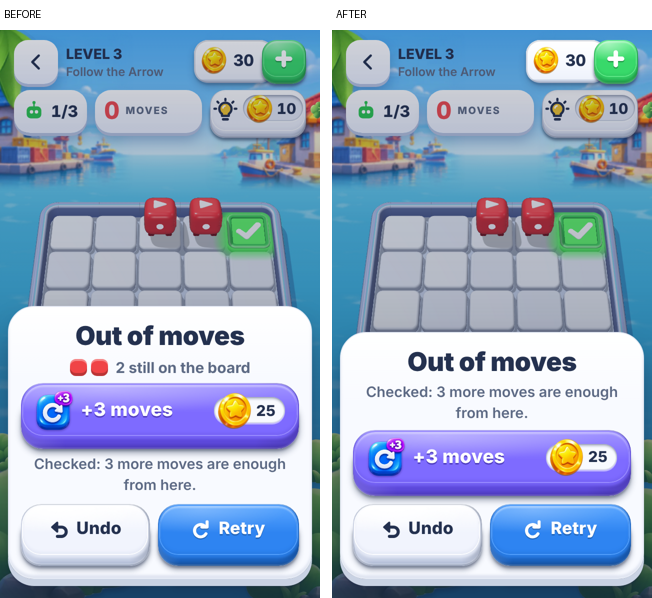 BEFORE
LEVEL 3
Follow the Arrow
30
1/3
0 MOVES
10
Out of moves
2 still on the board
+3
+3 moves
25
Checked: 3 more moves are enough
from here.
Undo
Retry
AFTER
LEVEL 3
Follow the Arrow
30
1/3
0 MOVES
10
Out of moves
Checked: 3 more moves are enough
from here.
+3
+3 moves
25
Undo
Retry